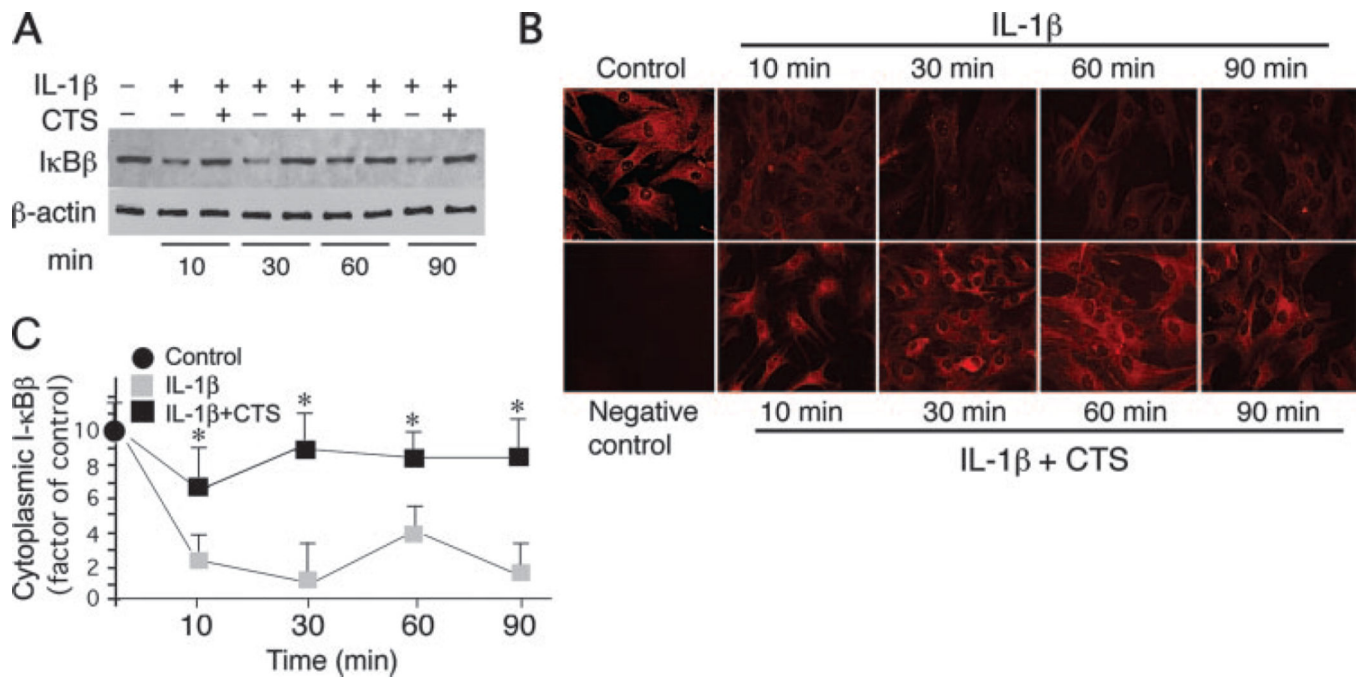 A
IL-1β – + + + + + + + +
CTS – – + – + – + – +
IκBβ
β-actin
min 10 30 60 90
B
IL-1β
Control 10 min 30 min 60 min 90 min
Negative control 10 min 30 min 60 min 90 min
IL-1β + CTS
C
Control
IL-1β
IL-1β+CTS
Cytoplasmic I-κBβ
(factor of control)
10
8
6
4
2
0
* * * *
10 30 60 90
Time (min)